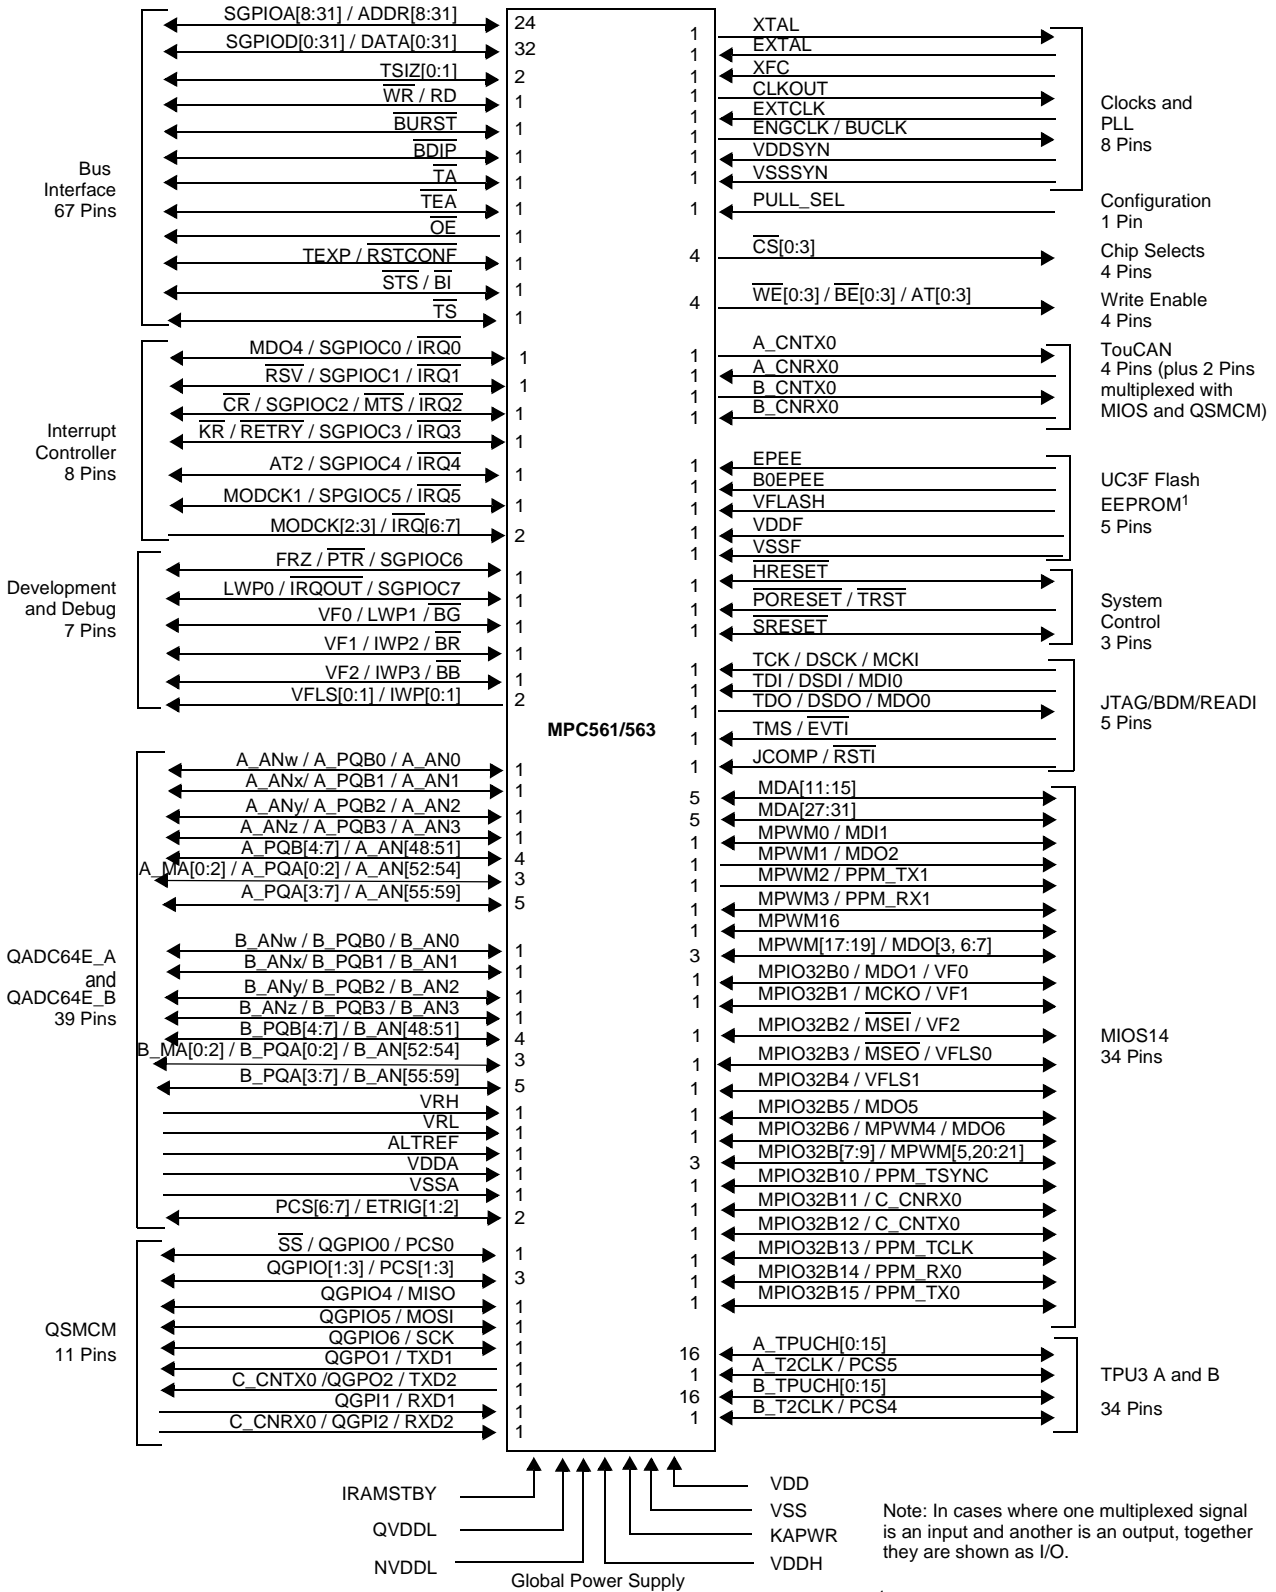 SGPIOA[8:31] / ADDR[8:31]
24
SGPIOD[0:31] / DATA[0:31]
32
TSIZ[0:1]
2
WR / RD
1
BURST
1
BDIP
1
TA
1
TEA
1
OE
1
TEXP / RSTCONF
1
STS / BI
1
TS
1
Bus
Interface
67 Pins
MDO4 / SGPIOC0 / IRQ0
1
RSV / SGPIOC1 / IRQ1
1
CR / SGPIOC2 / MTS / IRQ2
1
KR / RETRY / SGPIOC3 / IRQ3
1
AT2 / SGPIOC4 / IRQ4
1
MODCK1 / SPGIOC5 / IRQ5
1
MODCK[2:3] / IRQ[6:7]
2
Interrupt
Controller
8 Pins
FRZ / PTR / SGPIOC6
1
LWP0 / IRQOUT / SGPIOC7
1
VF0 / LWP1 / BG
1
VF1 / IWP2 / BR
1
VF2 / IWP3 / BB
1
VFLS[0:1] / IWP[0:1]
2
Development
and Debug
7 Pins
A_ANw / A_PQB0 / A_AN0
1
A_ANx/ A_PQB1 / A_AN1
1
A_ANy/ A_PQB2 / A_AN2
1
A_ANz / A_PQB3 / A_AN3
1
A_PQB[4:7] / A_AN[48:51]
4
A_MA[0:2] / A_PQA[0:2] / A_AN[52:54]
3
A_PQA[3:7] / A_AN[55:59]
5
B_ANw / B_PQB0 / B_AN0
1
B_ANx/ B_PQB1 / B_AN1
1
B_ANy/ B_PQB2 / B_AN2
1
B_ANz / B_PQB3 / B_AN3
1
B_PQB[4:7] / B_AN[48:51]
4
B_MA[0:2] / B_PQA[0:2] / B_AN[52:54]
3
B_PQA[3:7] / B_AN[55:59]
5
VRH
1
VRL
1
ALTREF
1
VDDA
1
VSSA
1
PCS[6:7] / ETRIG[1:2]
2
QADC64E_A
and
QADC64E_B
39 Pins
SS / QGPIO0 / PCS0
1
QGPIO[1:3] / PCS[1:3]
3
QGPIO4 / MISO
1
QGPIO5 / MOSI
1
QGPIO6 / SCK
1
QGPO1 / TXD1
1
C_CNTX0 /QGPO2 / TXD2
1
QGPI1 / RXD1
1
C_CNRX0 / QGPI2 / RXD2
1
QSMCM
11 Pins
MPC561/563
1
XTAL
1
EXTAL
1
XFC
1
CLKOUT
1
EXTCLK
1
ENGCLK / BUCLK
1
VDDSYN
1
VSSSYN
Clocks and
PLL
8 Pins
1
PULL_SEL
Configuration
1 Pin
4
CS[0:3]
Chip Selects
4 Pins
4
WE[0:3] / BE[0:3] / AT[0:3]
Write Enable
4 Pins
1
A_CNTX0
1
A_CNRX0
1
B_CNTX0
1
B_CNRX0
TouCAN
4 Pins (plus 2 Pins
multiplexed with
MIOS and QSMCM)
1
EPEE
1
B0EPEE
1
VFLASH
1
VDDF
1
VSSF
UC3F Flash
EEPROM1
5 Pins
1
HRESET
1
PORESET / TRST
1
SRESET
System
Control
3 Pins
1
TCK / DSCK / MCKI
1
TDI / DSDI / MDI0
1
TDO / DSDO / MDO0
1
TMS / EVTI
1
JCOMP / RSTI
JTAG/BDM/READI
5 Pins
5
MDA[11:15]
5
MDA[27:31]
1
MPWM0 / MDI1
1
MPWM1 / MDO2
1
MPWM2 / PPM_TX1
1
MPWM3 / PPM_RX1
1
MPWM16
3
MPWM[17:19] / MDO[3, 6:7]
1
MPIO32B0 / MDO1 / VF0
1
MPIO32B1 / MCKO / VF1
1
MPIO32B2 / MSEI / VF2
1
MPIO32B3 / MSEO / VFLS0
1
MPIO32B4 / VFLS1
1
MPIO32B5 / MDO5
1
MPIO32B6 / MPWM4 / MDO6
3
MPIO32B[7:9] / MPWM[5,20:21]
1
MPIO32B10 / PPM_TSYNC
1
MPIO32B11 / C_CNRX0
1
MPIO32B12 / C_CNTX0
1
MPIO32B13 / PPM_TCLK
1
MPIO32B14 / PPM_RX0
1
MPIO32B15 / PPM_TX0
MIOS14
34 Pins
16
A_TPUCH[0:15]
1
A_T2CLK / PCS5
16
B_TPUCH[0:15]
1
B_T2CLK / PCS4
TPU3 A and B
34 Pins
IRAMSTBY
QVDDL
NVDDL
VDD
VSS
KAPWR
VDDH
Global Power Supply
Note: In cases where one multiplexed signal
is an input and another is an output, together
they are shown as I/O.